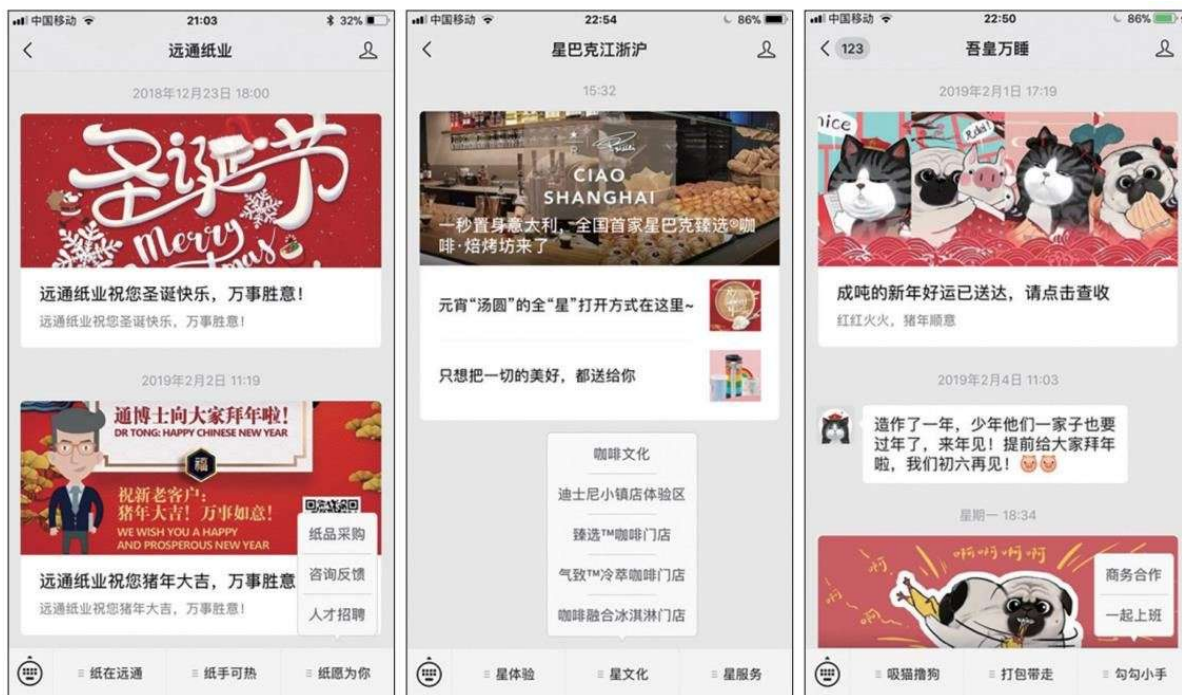 中国移动 21:03 32%
远通纸业
2018年12月23日 18:00
圣诞节
Merry
远通纸业祝您圣诞快乐，万事胜意！
远通纸业祝您圣诞快乐，万事胜意！
2019年2月2日 11:19
通博士向大家拜年啦！
DR TONG: HAPPY CHINESE NEW YEAR
福
祝新老客户：
猪年大吉！万事如意！
WE WISH YOU A HAPPY
AND PROSPEROUS NEW YEAR
远通纸业祝您猪年大吉，万事胜意
远通纸业祝您猪年大吉，万事胜意！
纸品采购
咨询反馈
人才招聘
纸在远通 纸手可热 纸愿为你
中国移动 22:54 86%
星巴克江浙沪
15:32
R
CIAO
SHANGHAI
一秒置身意大利，全国首家星巴克臻选®咖
啡·焙烤坊来了
元宵“汤圆”的全“星”打开方式在这里~
只想把一切的美好，都送给你
咖啡文化
迪士尼小镇店体验区
臻选™咖啡门店
气致™冷萃咖啡门店
咖啡融合冰淇淋门店
星体验 星文化 星服务
中国移动 22:50 86%
123 吾皇万睡
2019年2月1日 17:19
nice
成吨的新年好运已送达，请点击查收
红红火火，猪年顺意
2019年2月4日 11:03
造作了一年，少年他们一家子也要
过年了，来年见！提前给大家拜年
啦，我们初六再见！
星期一 18:34
啊啊啊啊啊
商务合作
一起上班
吸猫撸狗 打包带走 勾勾小手